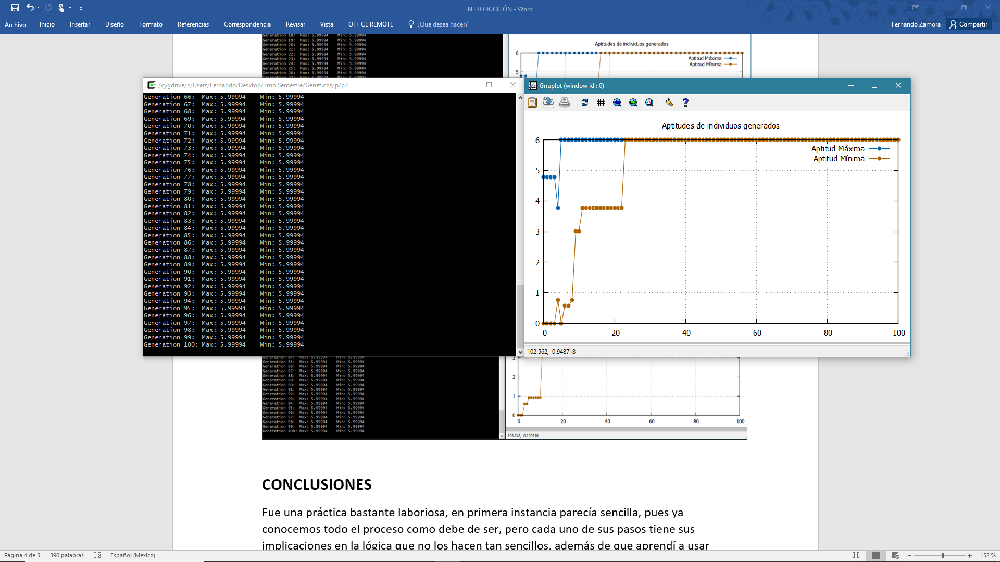 INTRODUCCIÓN - Word
Archivo Inicio Insertar Diseño Formato Referencias Correspondencia Revisar Vista OFFICE REMOTE ¿Qué desea hacer? Fernando Zamora Compartir
Generation 18: Max: 5.99994 Min: 5.99994
Generation 19: Max: 5.99994 Min: 5.99994
Generation 20: Max: 5.99994 Min: 5.99994
Generation 21: Max: 5.99994 Min: 5.99994
Generation 22: Max: 5.99994 Min: 5.99994
Generation 23: Max: 5.99994 Min: 5.99994
Generation 24: Max: 5.99994 Min: 5.99994
Generation 25: Max: 5.99994 Min: 5.99994
Generation 26: Max: 5.99994 Min: 5.99994
Aptitudes de individuos generados
6
Aptitud Máxima
Aptitud Mínima
5
/cygdrive/c/Users/Fernando/Desktop/7mo Semestre/Genéticos/p/p7
Generation 66: Max: 5.99994 Min: 5.99994
Generation 67: Max: 5.99994 Min: 5.99994
Generation 68: Max: 5.99994 Min: 5.99994
Generation 69: Max: 5.99994 Min: 5.99994
Generation 70: Max: 5.99994 Min: 5.99994
Generation 71: Max: 5.99994 Min: 5.99994
Generation 72: Max: 5.99994 Min: 5.99994
Generation 73: Max: 5.99994 Min: 5.99994
Generation 74: Max: 5.99994 Min: 5.99994
Generation 75: Max: 5.99994 Min: 5.99994
Generation 76: Max: 5.99994 Min: 5.99994
Generation 77: Max: 5.99994 Min: 5.99994
Generation 78: Max: 5.99994 Min: 5.99994
Generation 79: Max: 5.99994 Min: 5.99994
Generation 80: Max: 5.99994 Min: 5.99994
Generation 81: Max: 5.99994 Min: 5.99994
Generation 82: Max: 5.99994 Min: 5.99994
Generation 83: Max: 5.99994 Min: 5.99994
Generation 84: Max: 5.99994 Min: 5.99994
Generation 85: Max: 5.99994 Min: 5.99994
Generation 86: Max: 5.99994 Min: 5.99994
Generation 87: Max: 5.99994 Min: 5.99994
Generation 88: Max: 5.99994 Min: 5.99994
Generation 89: Max: 5.99994 Min: 5.99994
Generation 90: Max: 5.99994 Min: 5.99994
Generation 91: Max: 5.99994 Min: 5.99994
Generation 92: Max: 5.99994 Min: 5.99994
Generation 93: Max: 5.99994 Min: 5.99994
Generation 94: Max: 5.99994 Min: 5.99994
Generation 95: Max: 5.99994 Min: 5.99994
Generation 96: Max: 5.99994 Min: 5.99994
Generation 97: Max: 5.99994 Min: 5.99994
Generation 98: Max: 5.99994 Min: 5.99994
Generation 99: Max: 5.99994 Min: 5.99994
Generation 100: Max: 5.99994 Min: 5.99994
Gnuplot (window id : 0)
Aptitudes de individuos generados
6
Aptitud Máxima
Aptitud Mínima
5
4
3
2
1
0
0 20 40 60 80 100
102.562, 0.948718
Generation 84: Max: 5.99994 Min: 5.99994
Generation 85: Max: 5.99994 Min: 5.99994
Generation 86: Max: 5.99994 Min: 5.99994
Generation 87: Max: 5.99994 Min: 5.99994
Generation 88: Max: 5.99994 Min: 5.99994
Generation 89: Max: 5.99994 Min: 5.99994
Generation 90: Max: 5.99994 Min: 5.99994
Generation 91: Max: 5.99994 Min: 5.99994
Generation 92: Max: 5.99994 Min: 5.99994
Generation 93: Max: 5.99994 Min: 5.99994
Generation 94: Max: 5.99994 Min: 5.99994
Generation 95: Max: 5.99994 Min: 5.99994
Generation 96: Max: 5.99994 Min: 5.99994
Generation 97: Max: 5.99994 Min: 5.99994
Generation 98: Max: 5.99994 Min: 5.99994
Generation 99: Max: 5.99994 Min: 5.99994
Generation 100: Max: 5.99994 Min: 5.99994
3
2
1
0
0 20 40 60 80 100
103.243, 0.120316
CONCLUSIONES
Fue una práctica bastante laboriosa, en primera instancia parecía sencilla, pues ya
conocemos todo el proceso como debe de ser, pero cada uno de sus pasos tiene sus
implicaciones en la lógica que no los hacen tan sencillos, además de que aprendí a usar
Página 4 de 5 390 palabras Español (México) 152 %